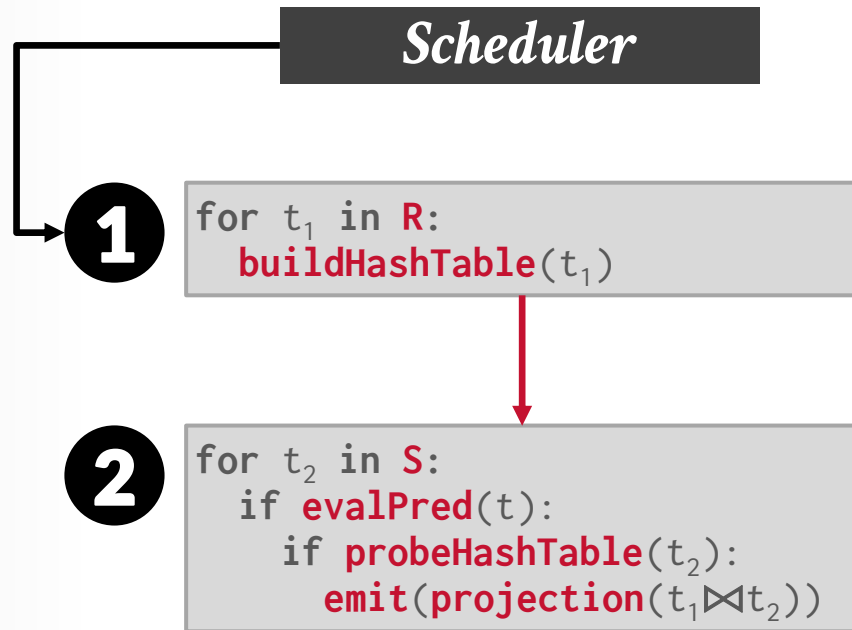 Scheduler
1
for t₁ in R:
  buildHashTable(t₁)
2
for t₂ in S:
  if evalPred(t):
    if probeHashTable(t₂):
      emit(projection(t₁⨝t₂))